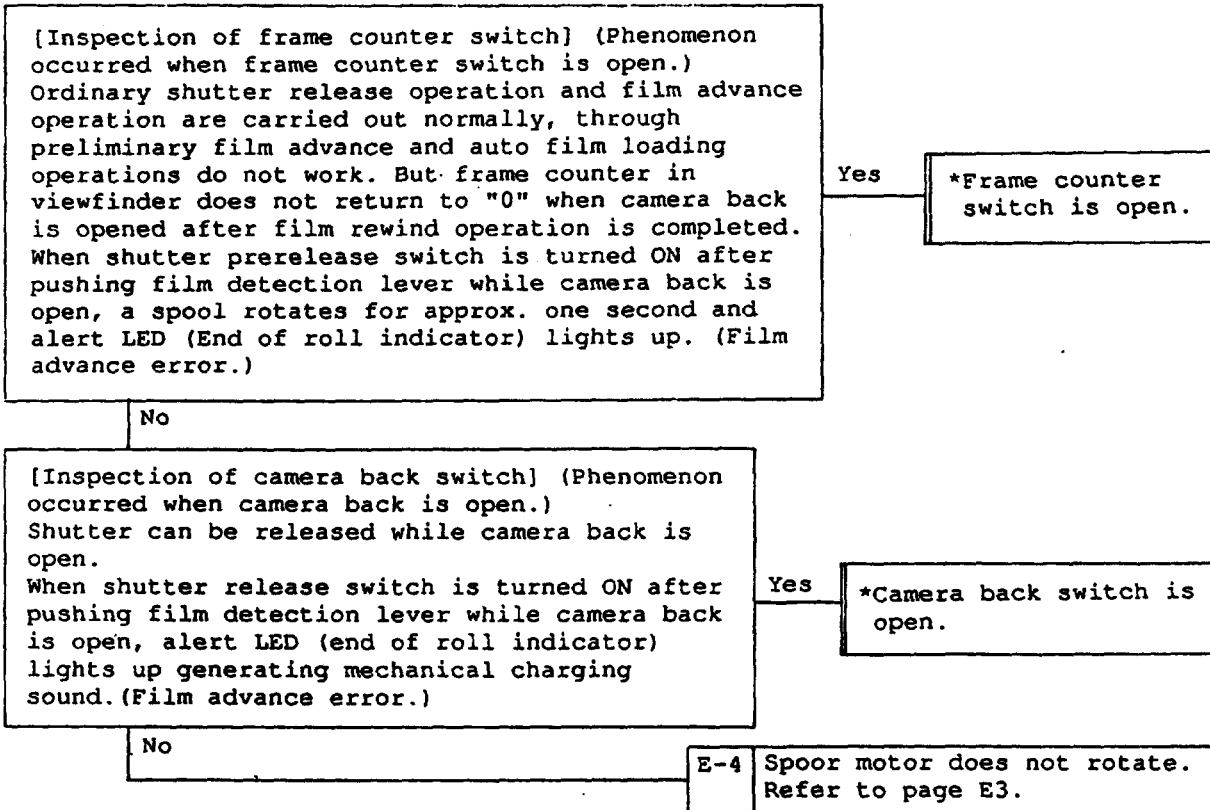 [Inspection of frame counter switch] (Phenomenon
occurred when frame counter switch is open.)
Ordinary shutter release operation and film advance
operation are carried out normally, through
preliminary film advance and auto film loading
operations do not work. But frame counter in
viewfinder does not return to "0" when camera back
is opened after film rewind operation is completed.
When shutter prerelease switch is turned ON after
pushing film detection lever while camera back is
open, a spool rotates for approx. one second and
alert LED (End of roll indicator) lights up. (Film
advance error.)
Yes
*Frame counter
switch is open.
No
[Inspection of camera back switch] (Phenomenon
occurred when camera back is open.)
Shutter can be released while camera back is
open.
When shutter release switch is turned ON after
pushing film detection lever while camera back
is open, alert LED (end of roll indicator)
lights up generating mechanical charging
sound. (Film advance error.)
Yes
*Camera back switch is
open.
No
E-4
Spoor motor does not rotate.
Refer to page E3.